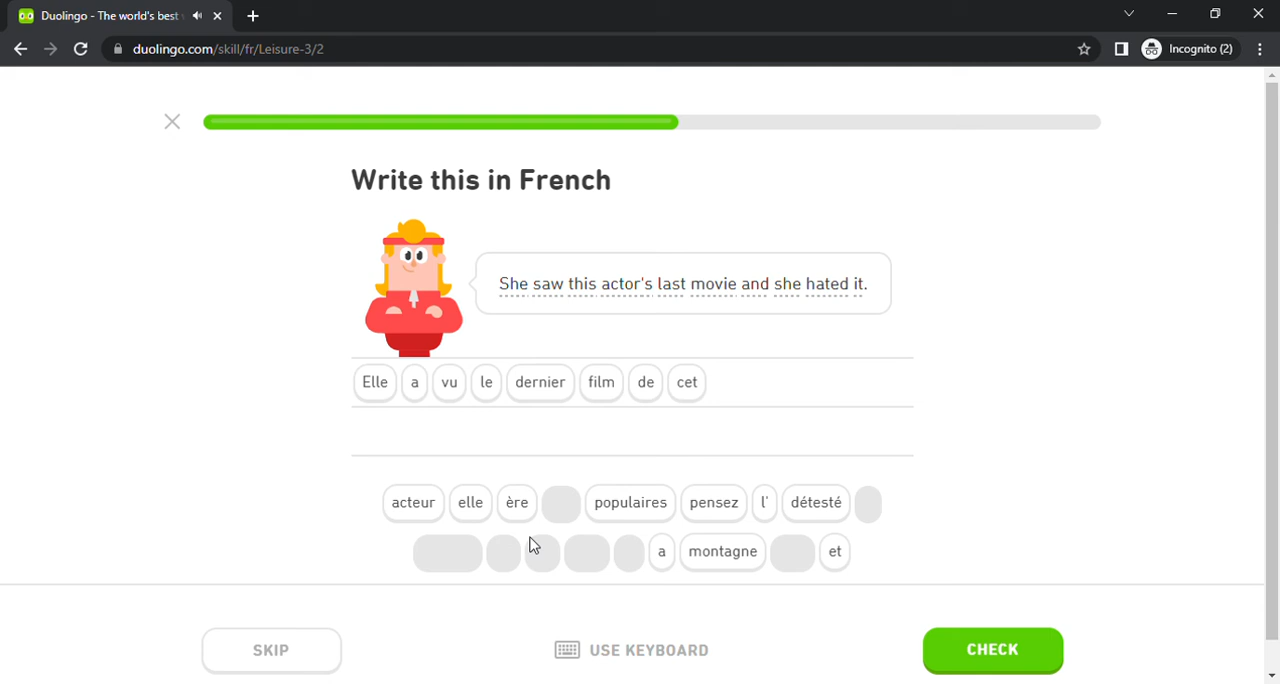 Duolingo - The world's best
duolingo.com/skill/fr/Leisure-3/2
Incognito (2)
Write this in French
She saw this actor's last movie and she hated it.
Elle a vu le dernier film de cet
acteur elle ère populaires pensez l' détesté
a montagne et
SKIP USE KEYBOARD CHECK